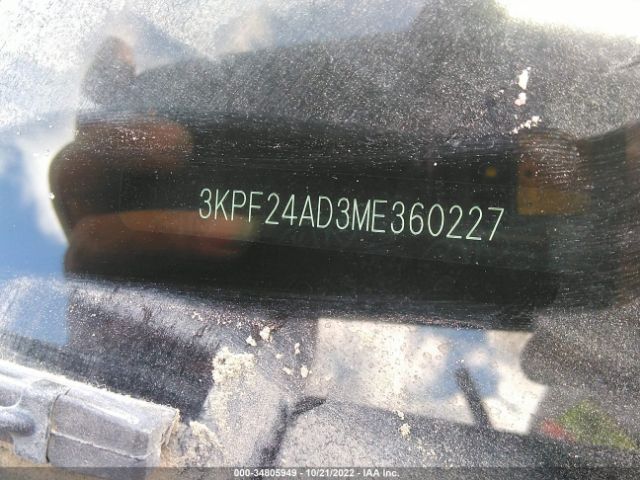 3KPF24AD3ME360227
000-34805949 - 10/21/2022 - IAA Inc.